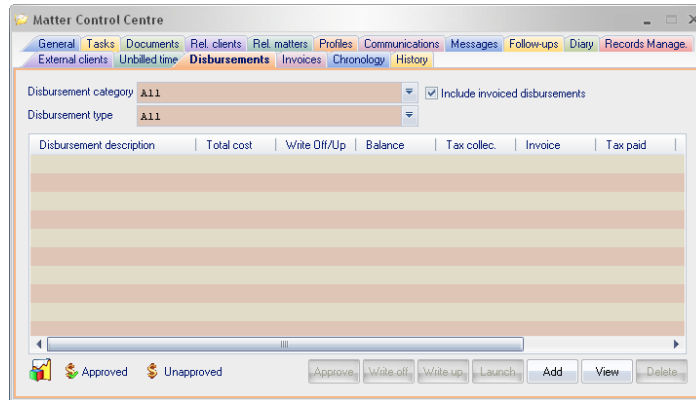 Matter Control Centre
General Tasks Documents Rel. clients Rel. matters Profiles Communications Messages Follow-ups Diary Records Manage.
External clients Unbilled time Disbursements Invoices Chronology History
Disbursement category All Include invoiced disbursements
Disbursement type All
Disbursement description Total cost Write Off/Up Balance Tax collec. Invoice Tax paid
Approved Unapproved Approve Write off Write up Launch Add View Delete